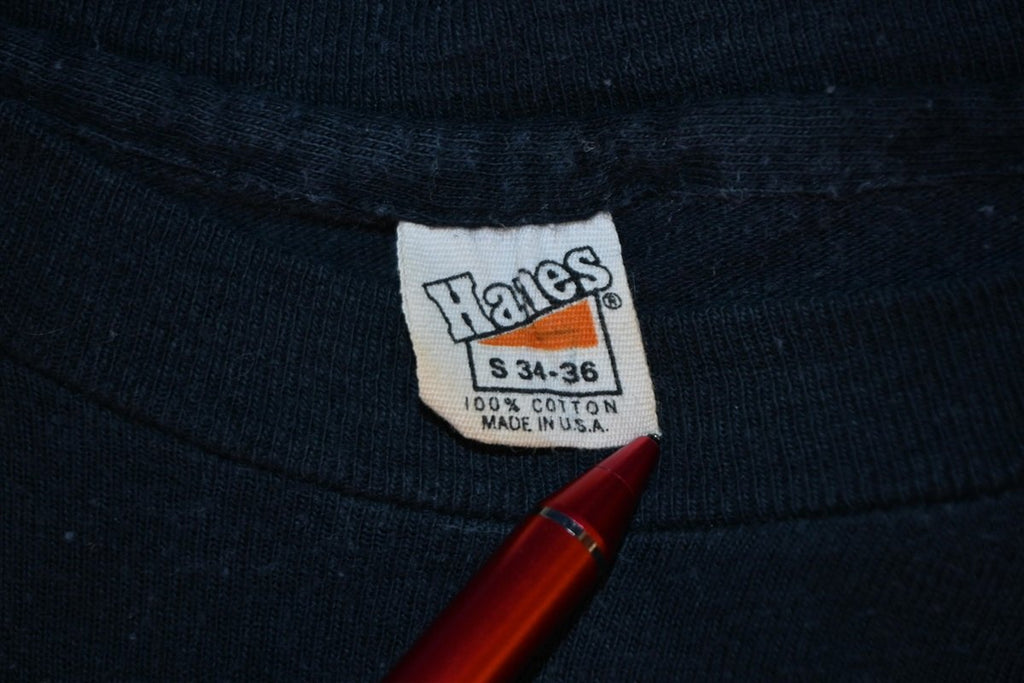 Hanes®
S 34-36
100% COTTON
MADE IN U.S.A.